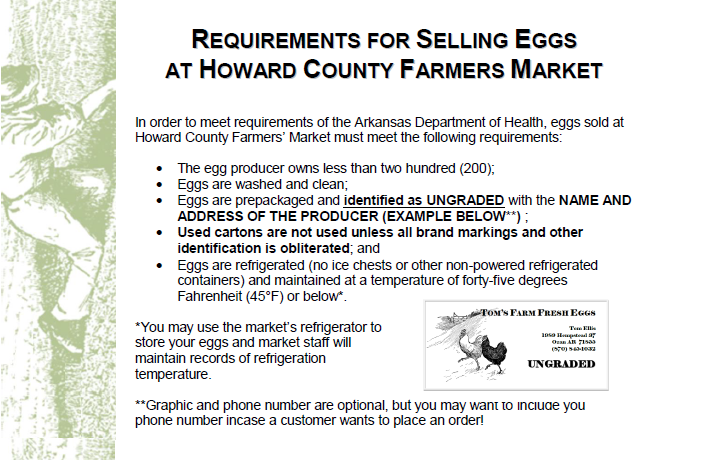 REQUIREMENTS FOR SELLING EGGS
AT HOWARD COUNTY FARMERS MARKET
In order to meet requirements of the Arkansas Department of Health, eggs sold at
Howard County Farmers' Market must meet the following requirements:
• The egg producer owns less than two hundred (200);
• Eggs are washed and clean;
• Eggs are prepackaged and identified as UNGRADED with the NAME AND
ADDRESS OF THE PRODUCER (EXAMPLE BELOW**) ;
• Used cartons are not used unless all brand markings and other
identification is obliterated; and
• Eggs are refrigerated (no ice chests or other non-powered refrigerated
containers) and maintained at a temperature of forty-five degrees
Fahrenheit (45°F) or below*.
*You may use the market's refrigerator to
store your eggs and market staff will
maintain records of refrigeration
temperature.
TOM'S FARM FRESH EGGS
Tom Ellis
1989 Hempstead 37
Ozan AR 71855
(870) 845-4032
UNGRADED
**Graphic and phone number are optional, but you may want to include you
phone number incase a customer wants to place an order!